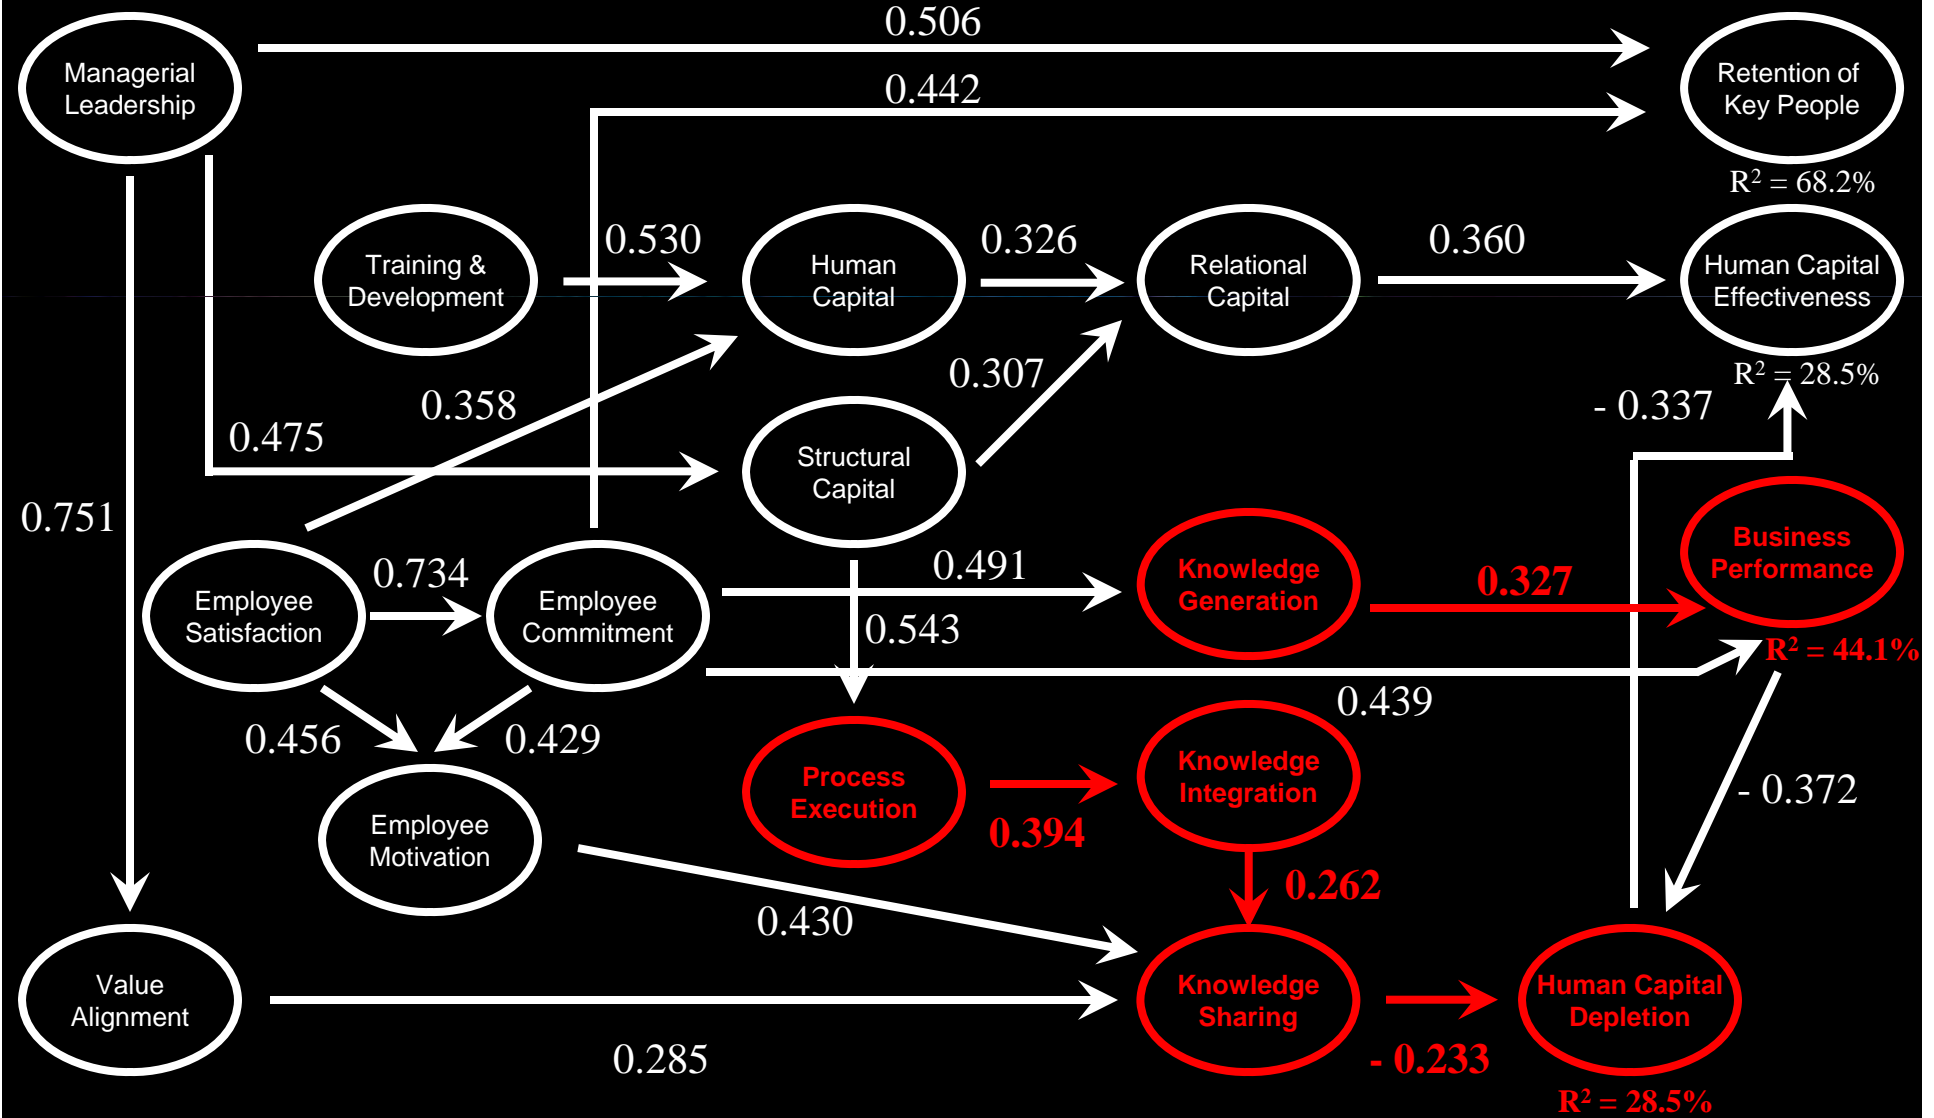 0.506
Managerial
Leadership
Retention of
Key People
0.442
R² = 68.2%
0.530
0.326
0.360
Training &
Development
Human
Capital
Relational
Capital
Human Capital
Effectiveness
R² = 28.5%
0.358
0.307
- 0.337
0.475
Structural
Capital
0.751
Business
Performance
0.734
0.491
Knowledge
Generation
0.327
Employee
Satisfaction
Employee
Commitment
0.543
R² = 44.1%
0.439
0.456
0.429
Process
Execution
Knowledge
Integration
- 0.372
0.394
Employee
Motivation
0.262
0.430
Value
Alignment
Knowledge
Sharing
Human Capital
Depletion
0.285
- 0.233
R² = 28.5%